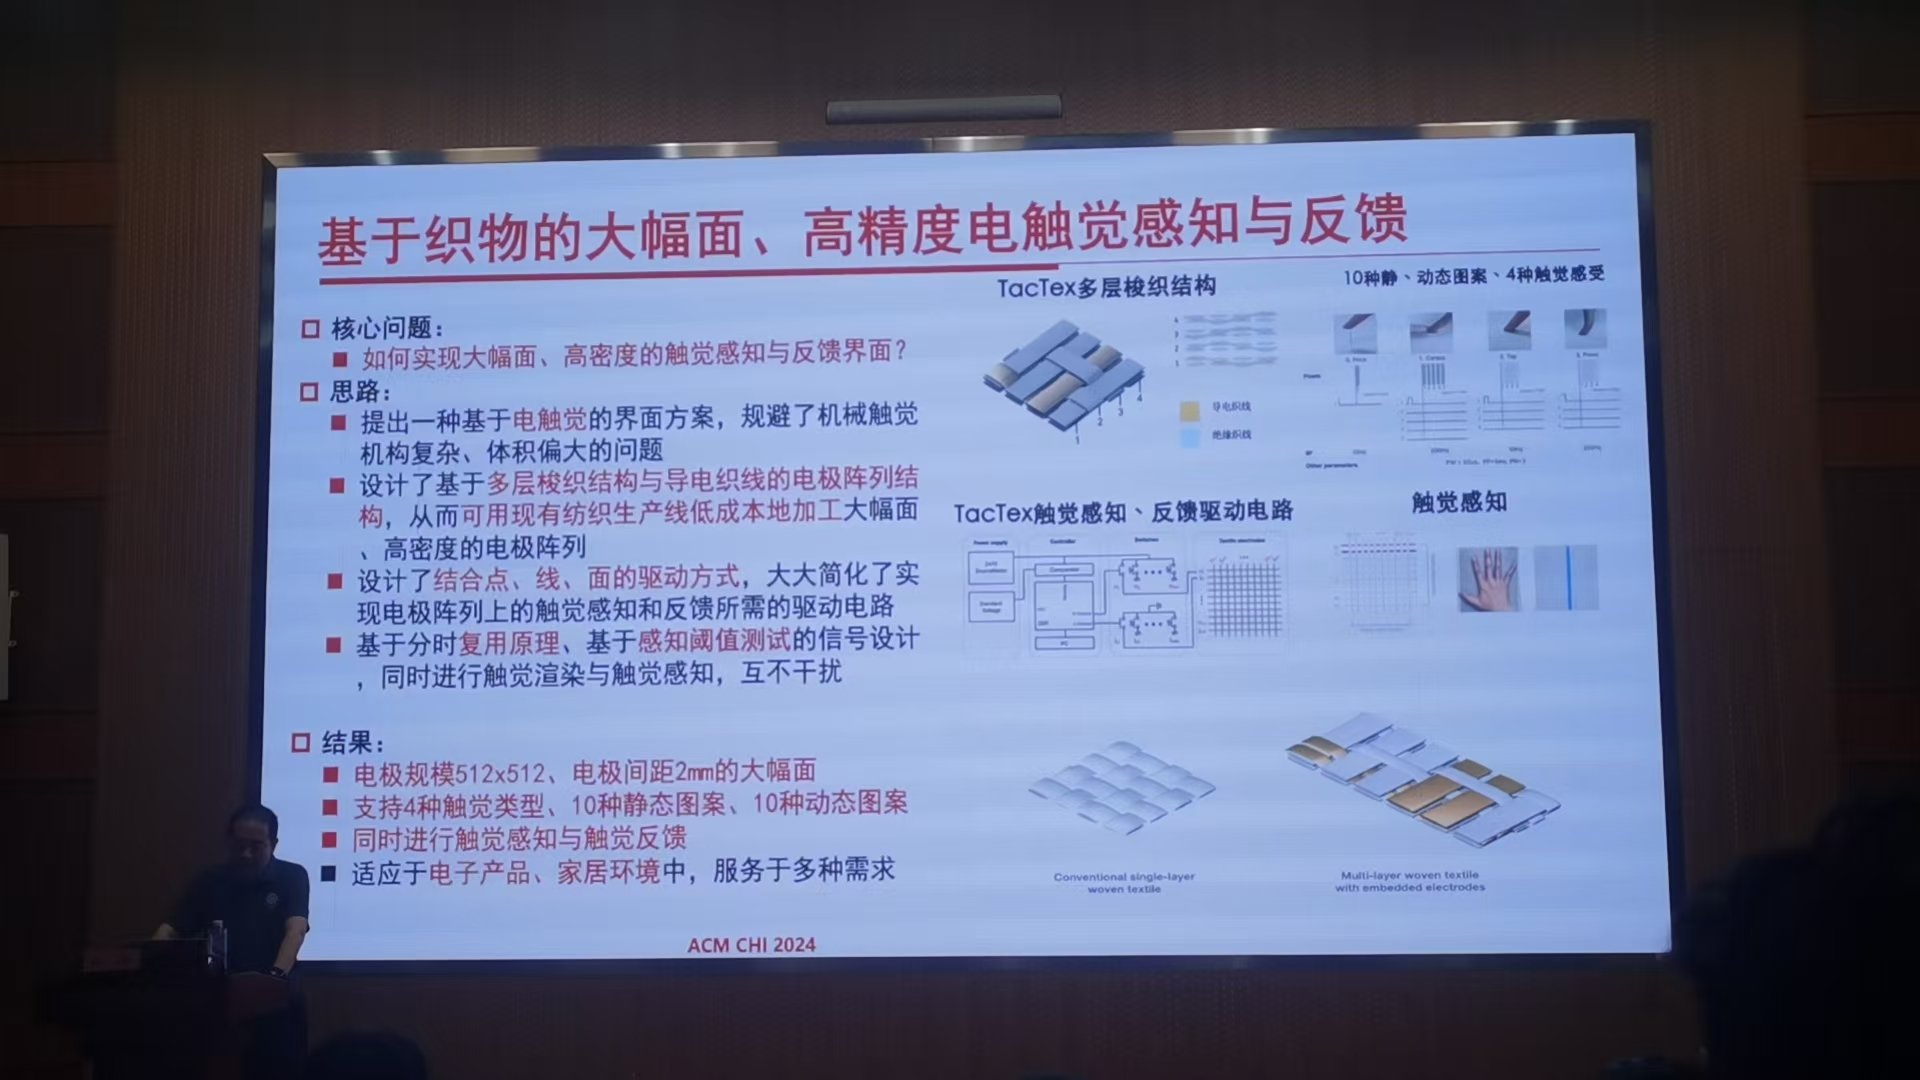 基于织物的大幅面、高精度电触觉感知与反馈
核心问题：
如何实现大幅面、高密度的触觉感知与反馈界面？
思路：
提出一种基于电触觉的界面方案，规避了机械触觉
机构复杂、体积偏大的问题
设计了基于多层梭织结构与导电织线的电极阵列结
构，从而可用现有纺织生产线低成本地加工大幅面
、高密度的电极阵列
设计了结合点、线、面的驱动方式，大大简化了实
现电极阵列上的触觉感知和反馈所需的驱动电路
基于分时复用原理、基于感知阈值测试的信号设计
，同时进行触觉渲染与触觉感知，互不干扰
结果：
电极规模512x512、电极间距2mm的大幅面
支持4种触觉类型、10种静态图案、10种动态图案
同时进行触觉感知与触觉反馈
适应于电子产品、家居环境中，服务于多种需求
ACM CHI 2024
TacTex多层梭织结构
4
3
2
1
导电织线
绝缘织线
10种静、动态图案、4种触觉感受
Other parameters
TacTex触觉感知、反馈驱动电路
Power supply
Controller
Switches
Textile electrodes
Comparator
Standard
Voltage
PC
触觉感知
Conventional single-layer
woven textile
Multi-layer woven textile
with embedded electrodes